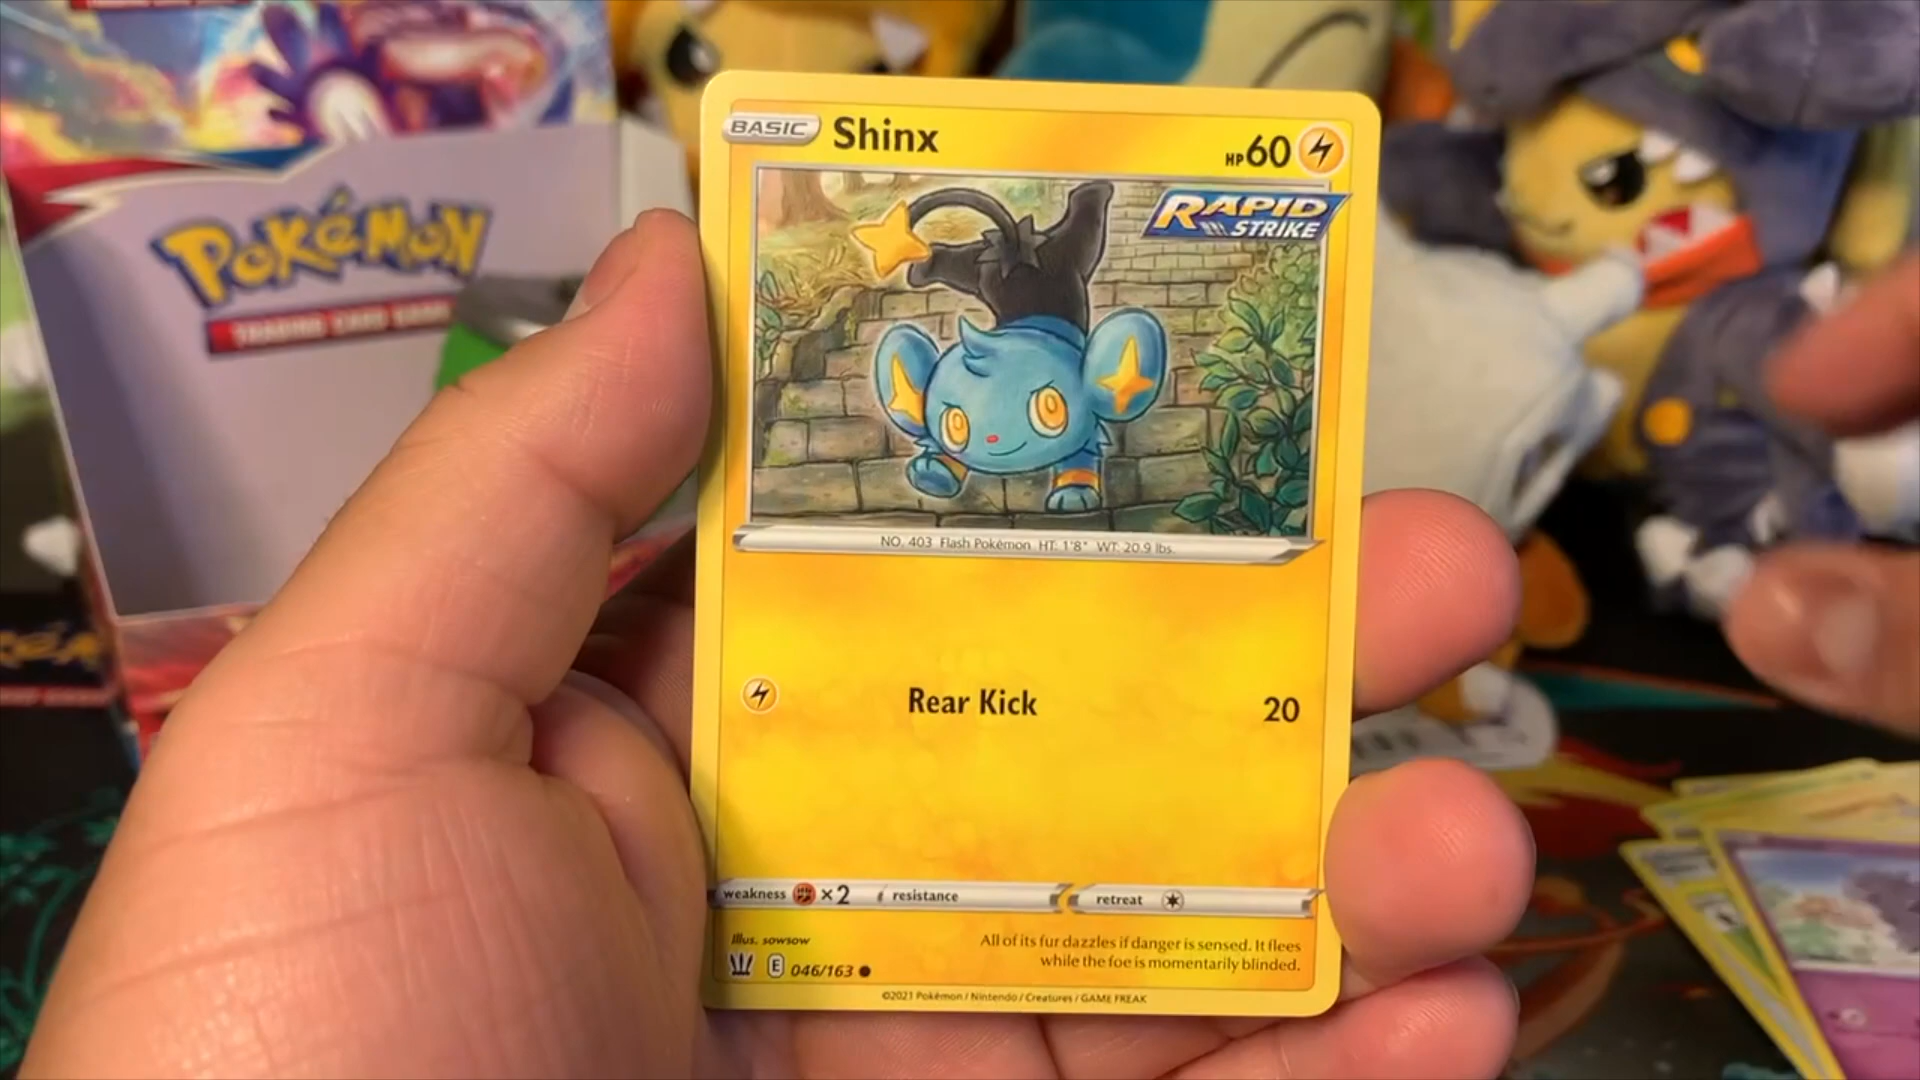 Pokémon
TRADING CARD GAME
BASIC Shinx HP 60
RAPID
STRIKE
NO. 403 Flash Pokémon HT: 1'8" WT: 20.9 lbs.
Rear Kick 20
weakness ×2 resistance retreat
Illus. sowsow
All of its fur dazzles if danger is sensed. It flees
while the foe is momentarily blinded.
E 046/163
©2021 Pokémon / Nintendo / Creatures / GAME FREAK